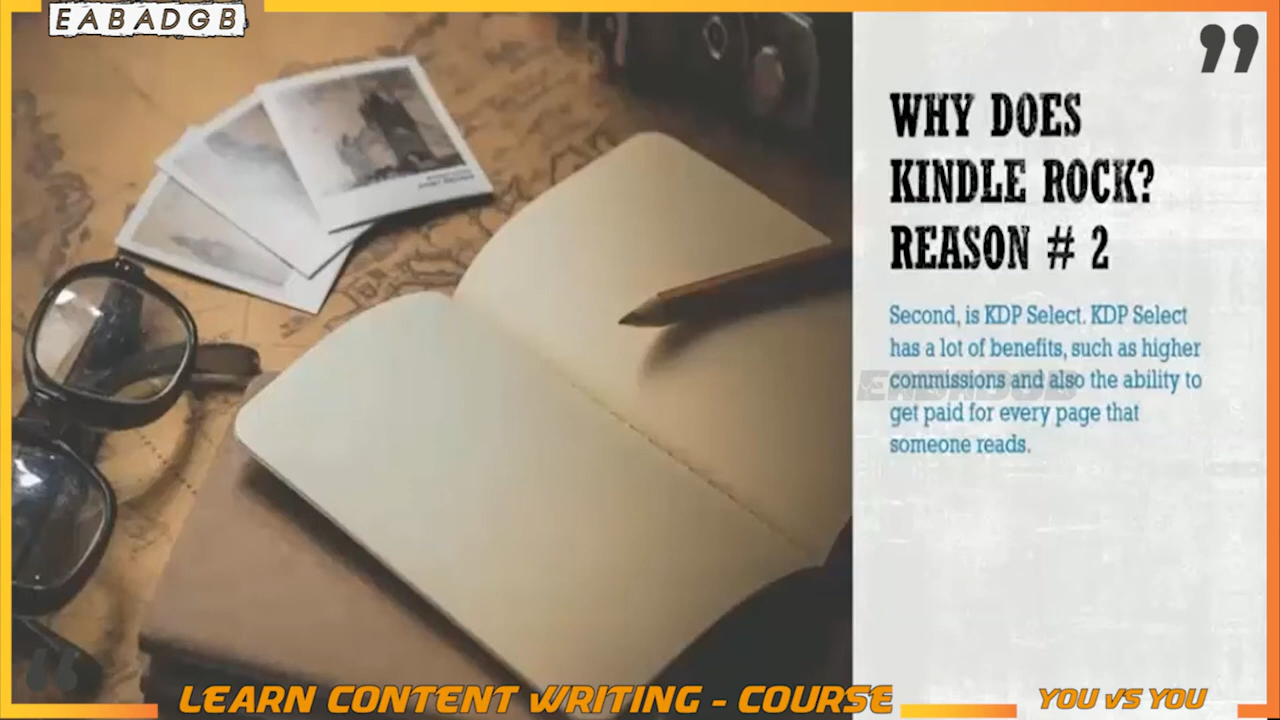 EABADGB
WHY DOES
KINDLE ROCK?
REASON # 2
Second, is KDP Select. KDP Select
has a lot of benefits, such as higher
commissions and also the ability to
get paid for every page that
someone reads.
EABADGB
LEARN CONTENT WRITING - COURSE
YOU VS YOU